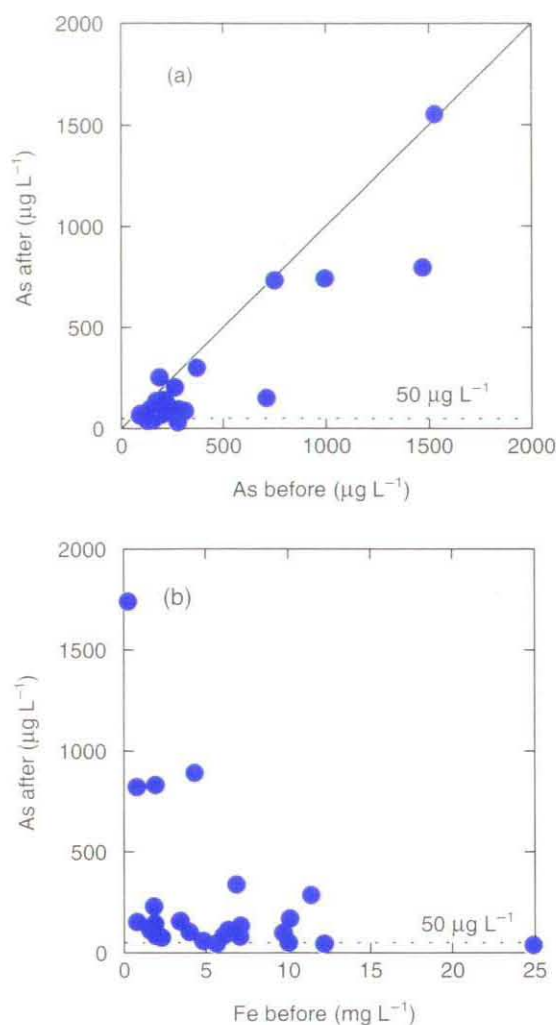 2000
(a)
1500
As after (µg L⁻¹)
1000
500
50 µg L⁻¹
0
0 500 1000 1500 2000
As before (µg L⁻¹)
2000
(b)
1500
As after (µg L⁻¹)
1000
500
50 µg L⁻¹
0
0 5 10 15 20 25
Fe before (mg L⁻¹)